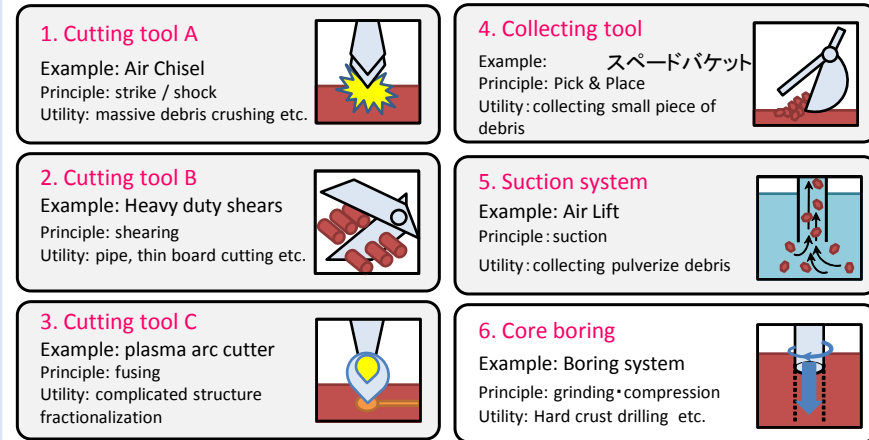 1. Cutting tool A
Example: Air Chisel
Principle: strike / shock
Utility: massive debris crushing etc.
2. Cutting tool B
Example: Heavy duty shears
Principle: shearing
Utility: pipe, thin board cutting etc.
3. Cutting tool C
Example: plasma arc cutter
Principle: fusing
Utility: complicated structure
fractionalization
4. Collecting tool
Example: スペードバケット
Principle: Pick & Place
Utility:collecting small piece of
debris
5. Suction system
Example: Air Lift
Principle:suction
Utility:collecting pulverize debris
6. Core boring
Example: Boring system
Principle: grinding・compression
Utility: Hard crust drilling etc.